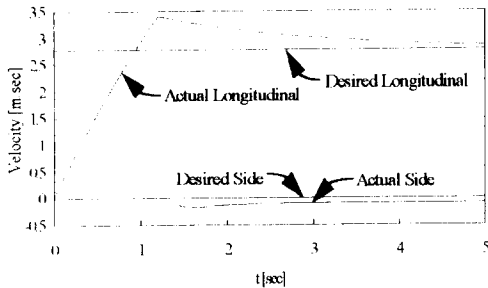 3.5
3
2.5
2
1.5
1
0.5
0
-0.5
Velocity [m sec]
Actual Longitudinal
Desired Longitudinal
Desired Side
Actual Side
0
1
2
3
4
5
t [sec]